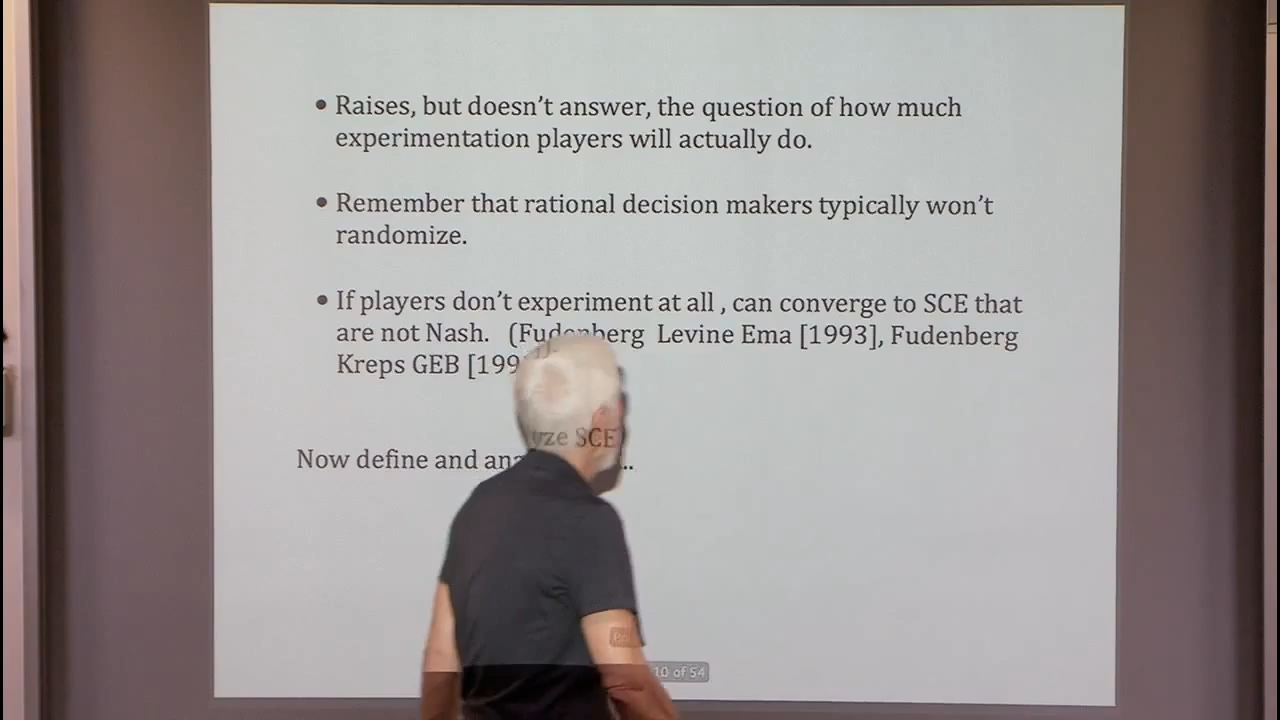 • Raises, but doesn't answer, the question of how much
experimentation players will actually do.
• Remember that rational decision makers typically won't
randomize.
• If players don't experiment at all , can converge to SCE that
are not Nash. (Fudenberg Levine Ema [1993], Fudenberg
Kreps GEB [199
Now define and analyze SCE...
10 of 54